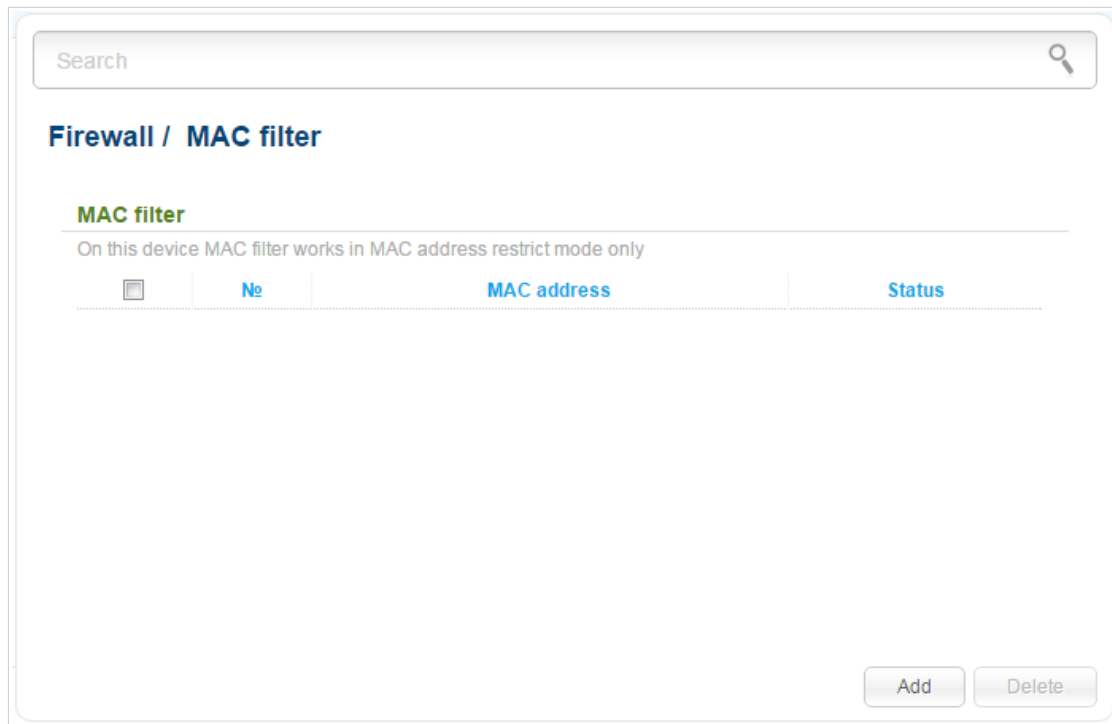 Search
Firewall / MAC filter
MAC filter
On this device MAC filter works in MAC address restrict mode only
№ MAC address Status
Add Delete